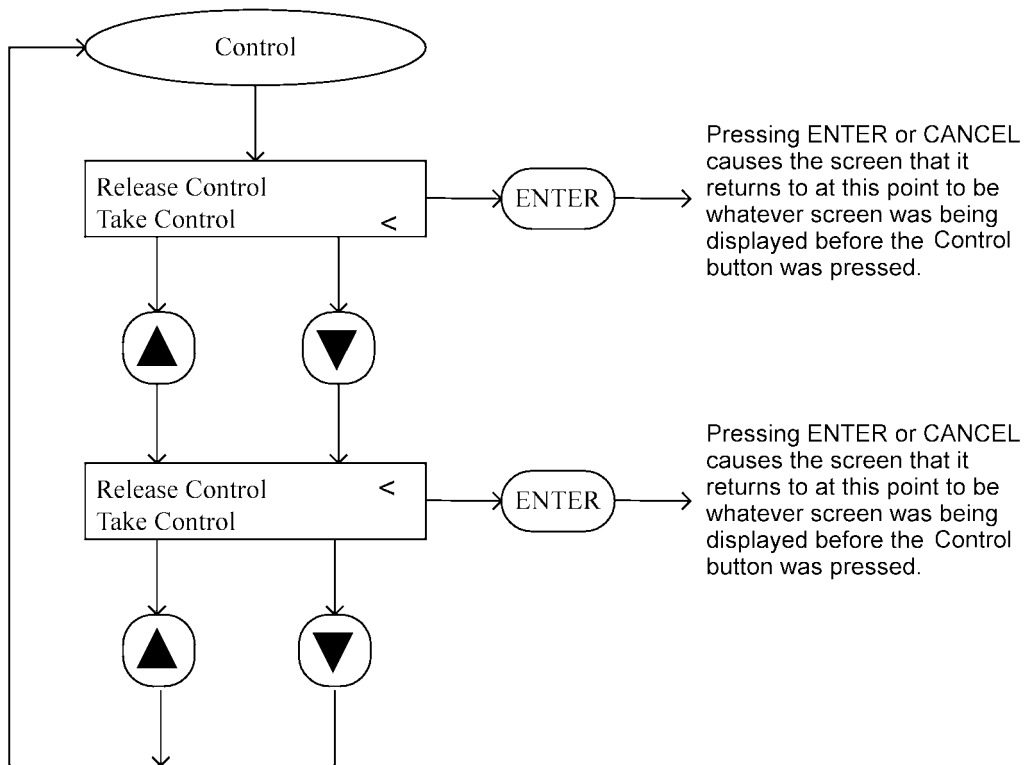 Control
Release Control
Take Control <
ENTER
Pressing ENTER or CANCEL
causes the screen that it
returns to at this point to be
whatever screen was being
displayed before the Control
button was pressed.
Release Control <
Take Control
ENTER
Pressing ENTER or CANCEL
causes the screen that it
returns to at this point to be
whatever screen was being
displayed before the Control
button was pressed.